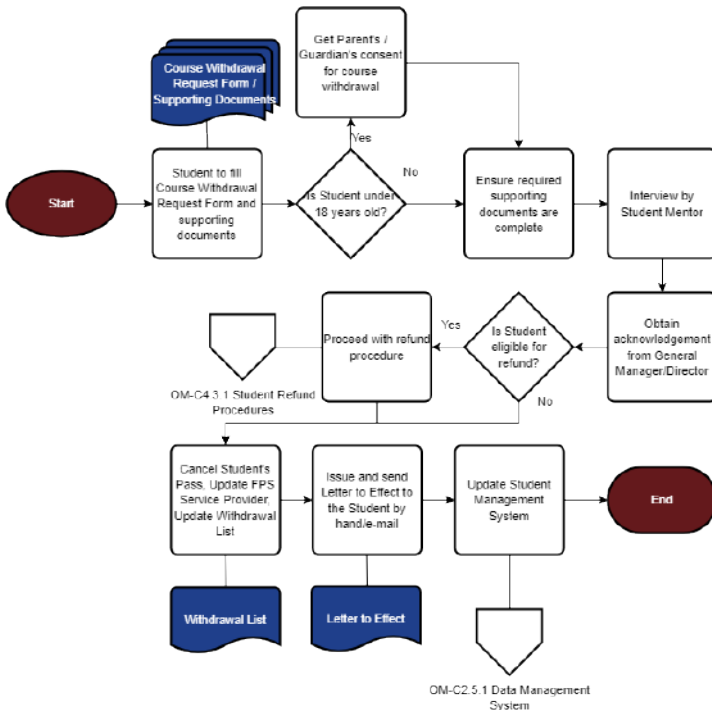 Get Parent's /
Guardian's consent
for course
withdrawal
Course Withdrawal
Request Form /
Supporting Documents
Yes
Start
Student to fill
Course Withdrawal
Request Form and
supporting
documents
Is Student under
18 years old?
No
Ensure required
supporting
documents are
complete
Interview by
Student Mentor
Proceed with refund
procedure
Yes
Is Student
eligible for
refund?
Obtain
acknowledgement
from General
Manager/Director
OM-C4.3.1 Student Refund
Procedures
No
Cancel Student's
Pass, Update FPS
Service Provider,
Update Withdrawal
List
Issue and send
Letter to Effect to
the Student by
hand/e-mail
Update Student
Management
System
End
Withdrawal List
Letter to Effect
OM-C2.5.1 Data Management
System